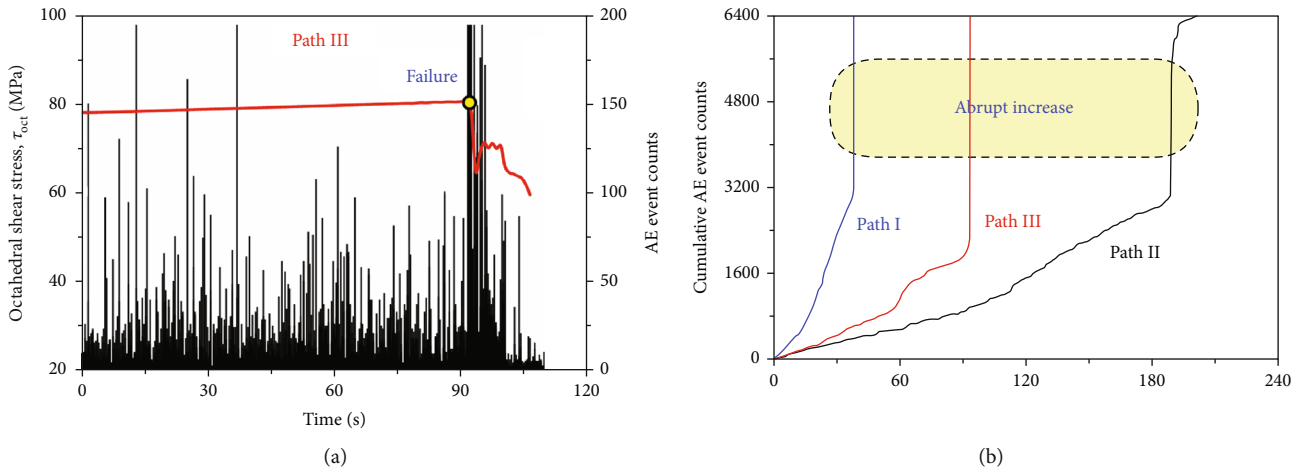 100
80
60
40
20
Octahedral shear stress, τoct (MPa)
Path III
Failure
200
150
100
50
0
AE event counts
0
30
60
90
120
Time (s)
(a)
6400
4800
3200
1600
0
Cumulative AE event counts
Abrupt increase
Path I
Path III
Path II
0
60
120
180
240
(b)